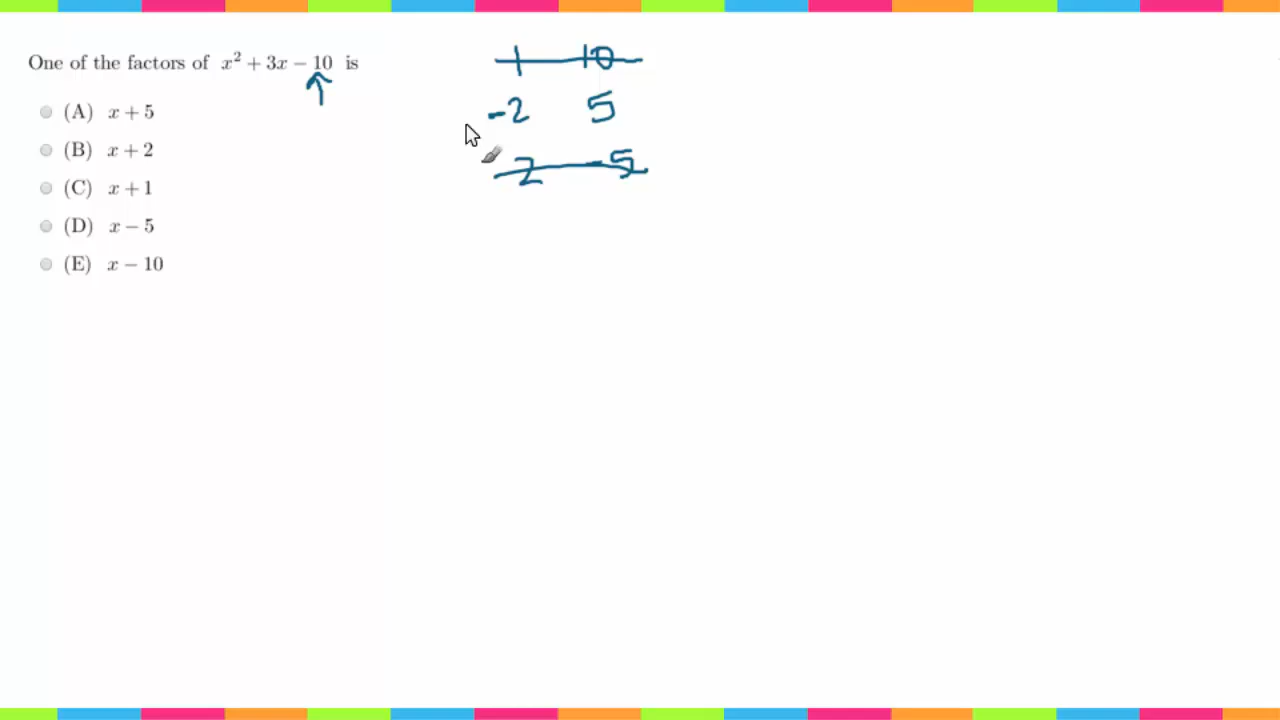 One of the factors of x² + 3x − 10 is
(A) x + 5
(B) x + 2
(C) x + 1
(D) x − 5
(E) x − 10
1 10
-2 5
2 -5